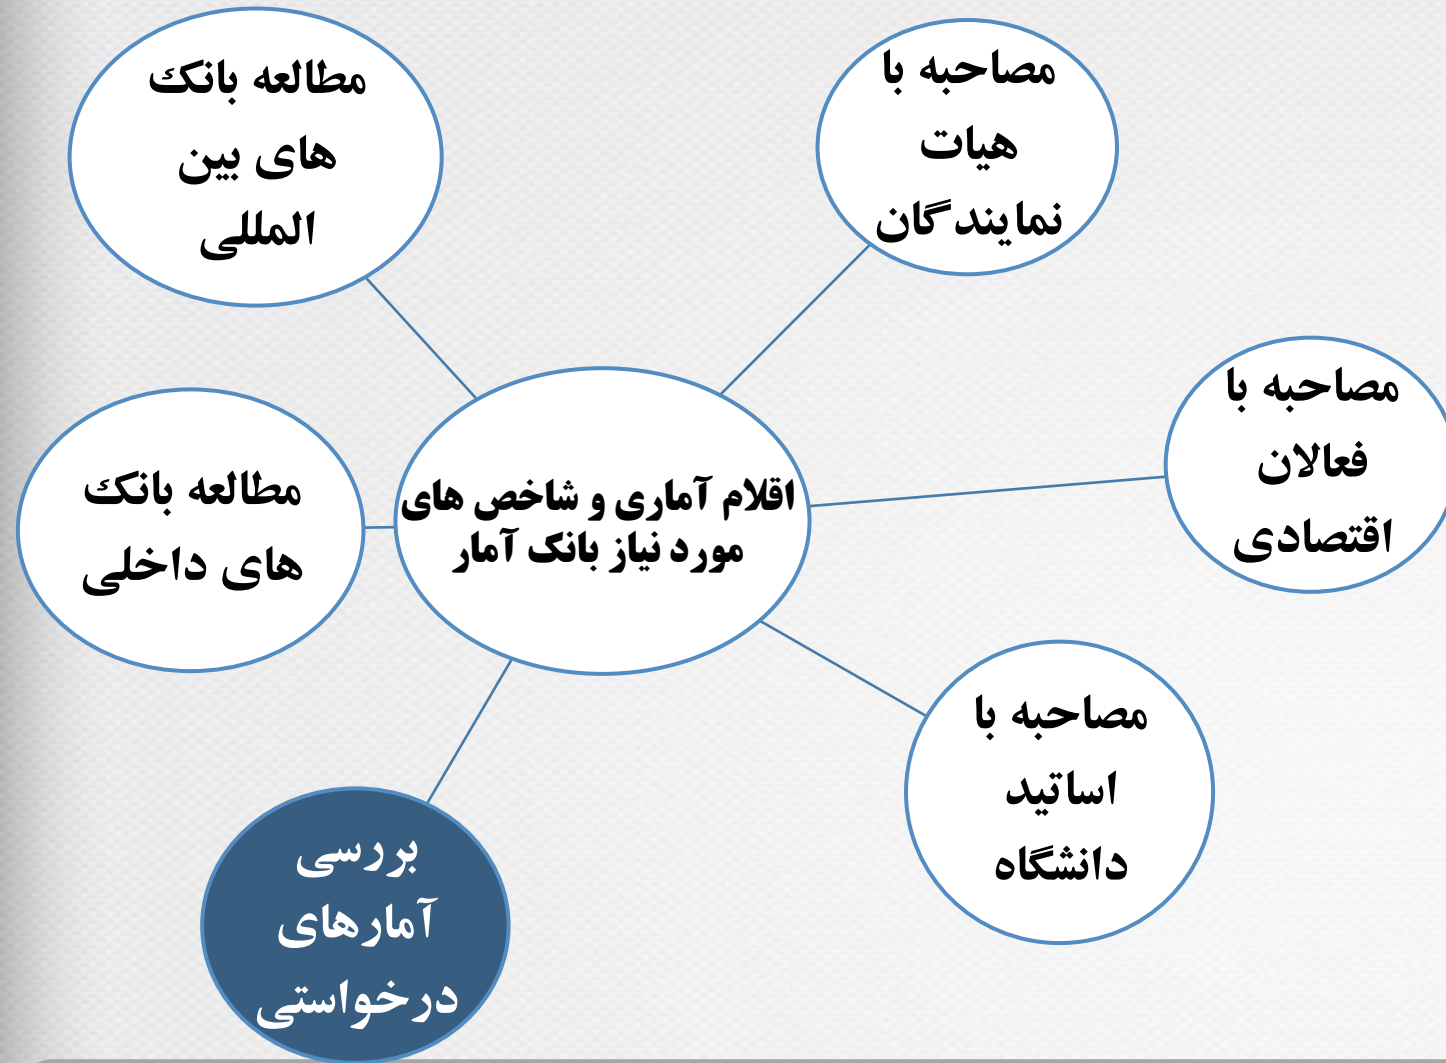 مصاحبه با
هیات
نمایندگان
مطالعه بانک
های بین
المللی
مصاحبه با
فعالان
اقتصادی
اقلام آماری و شاخص های
مورد نیاز بانک آمار
مطالعه بانک
های داخلی
مصاحبه با
اساتید
دانشگاه
بررسی
آمارهای
درخواستی